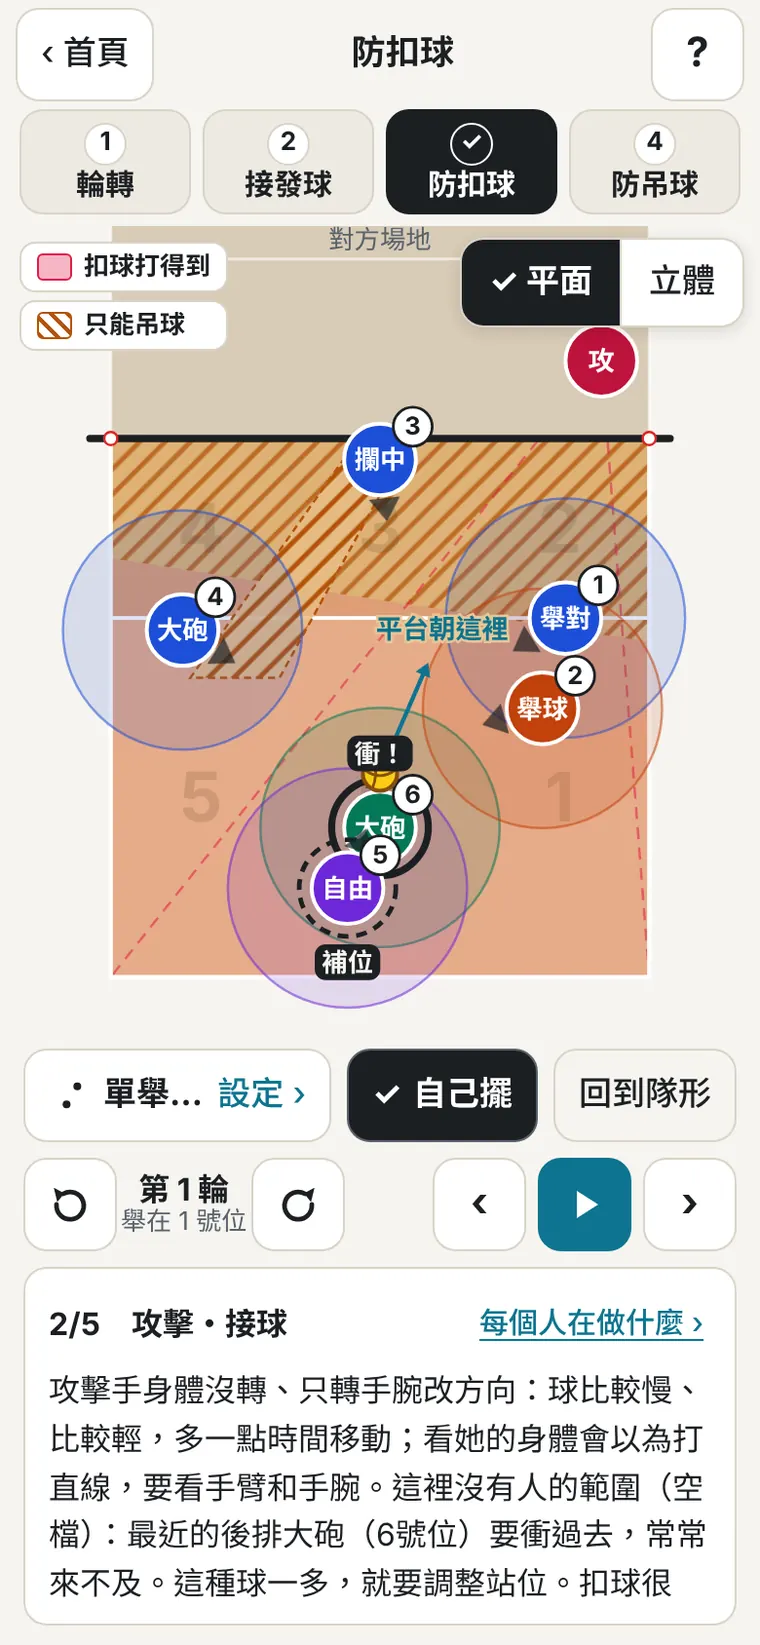 ‹ 首頁
防扣球
?
1
輪轉
2
接發球
防扣球
4
防吊球
對方場地
扣球打得到
只能吊球
平面
立體
攻
3
攔中
4
3
2
4
大砲
1
舉對
平台朝這裡
2
舉球
衝！
5
1
6
大砲
5
自由
補位
單舉... 設定 ›
自己擺
回到隊形
第 1 輪
舉在 1 號位
‹
›
2/5 攻擊・接球
每個人在做什麼 ›
攻擊手身體沒轉、只轉手腕改方向：球比較慢、
比較輕，多一點時間移動；看她的身體會以為打
直線，要看手臂和手腕。這裡沒有人的範圍（空
檔）：最近的後排大砲（6號位）要衝過去，常常
來不及。這種球一多，就要調整站位。扣球很